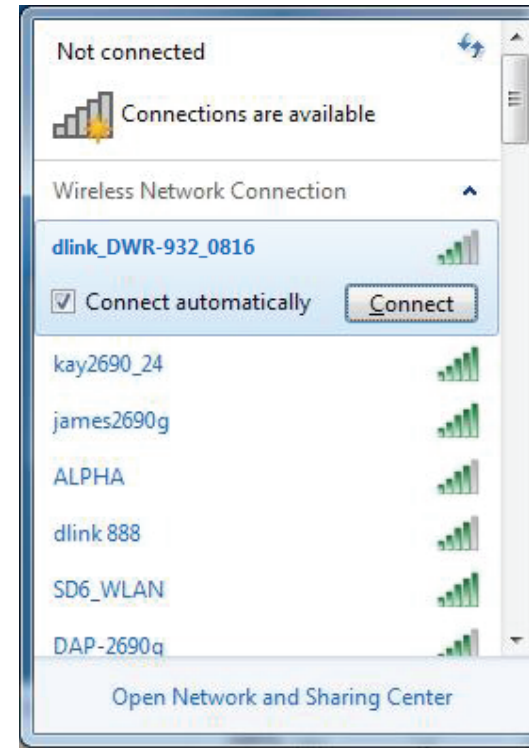 Not connected
Connections are available
Wireless Network Connection
dlink_DWR-932_0816
Connect automatically Connect
kay2690_24
james2690g
ALPHA
dlink 888
SD6_WLAN
DAP-2690g
Open Network and Sharing Center